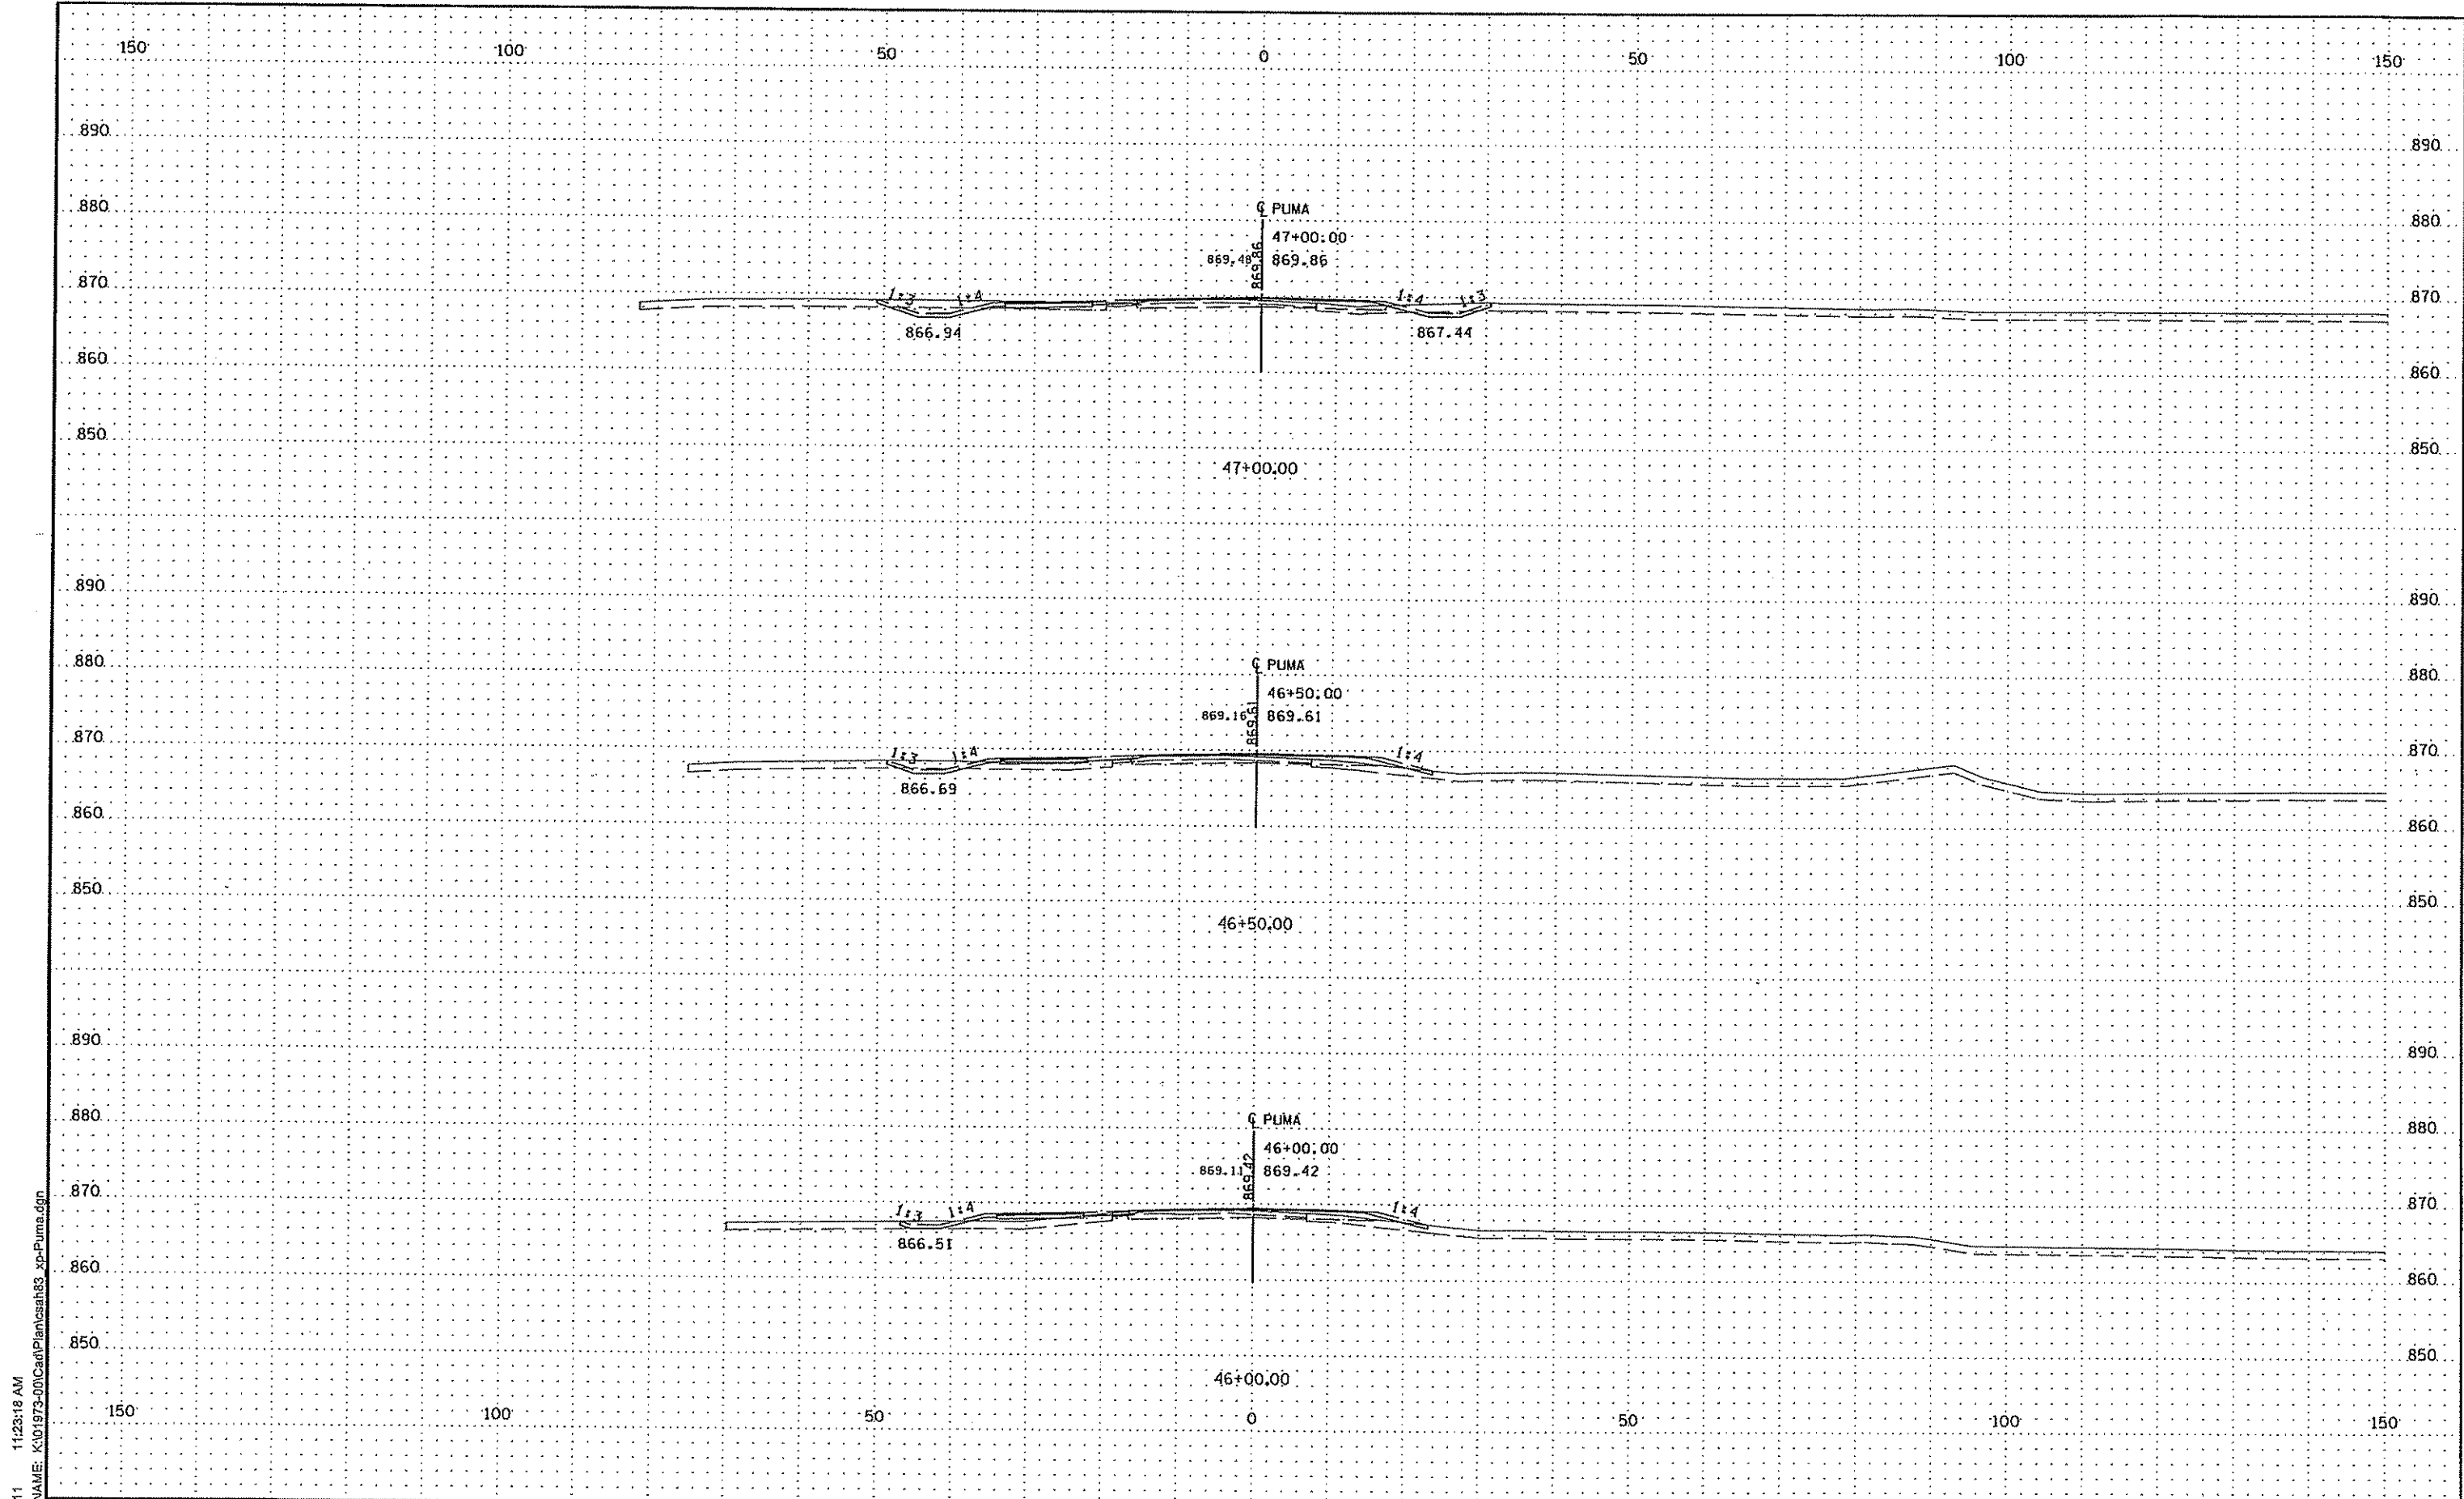 150 100 50 0 50 100 150
890 890
880 880
℄ PUMA
47+00.00
869.48 869.86 869.86
870 870
1:3 1:4 1:4 1:3
866.94 867.44
860 860
850 850
47+00.00
890 890
880 880
℄ PUMA
46+50.00
869.16 869.61 869.61
870 870
1:3 1:4 1:4
866.69
860 860
850 850
46+50.00
890 890
880 880
℄ PUMA
46+00.00
869.11 869.42 869.42
870 870
1:3 1:4 1:4
866.51
860 860
850 850
46+00.00
150 100 50 0 50 100 150
11 11:23:18 AM
NAME: K:\01973-00\Cad\Plan\csah83_xp-Puma.dgn